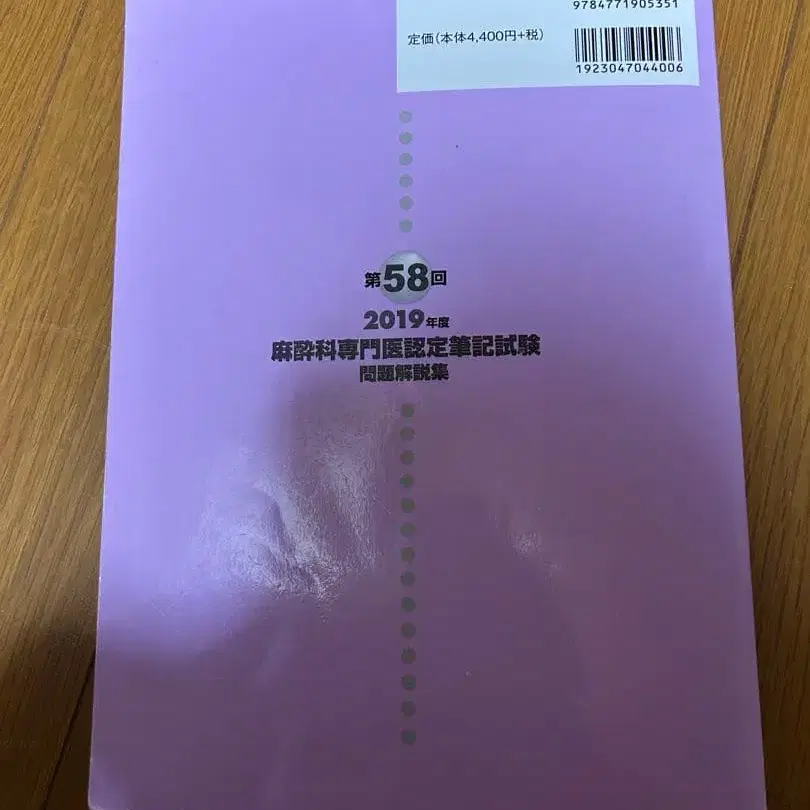 9784771905351
定価(本体4,400円+税)
1923047044006
第58回
2019年度
麻酔科専門医認定筆記試験
問題解説集